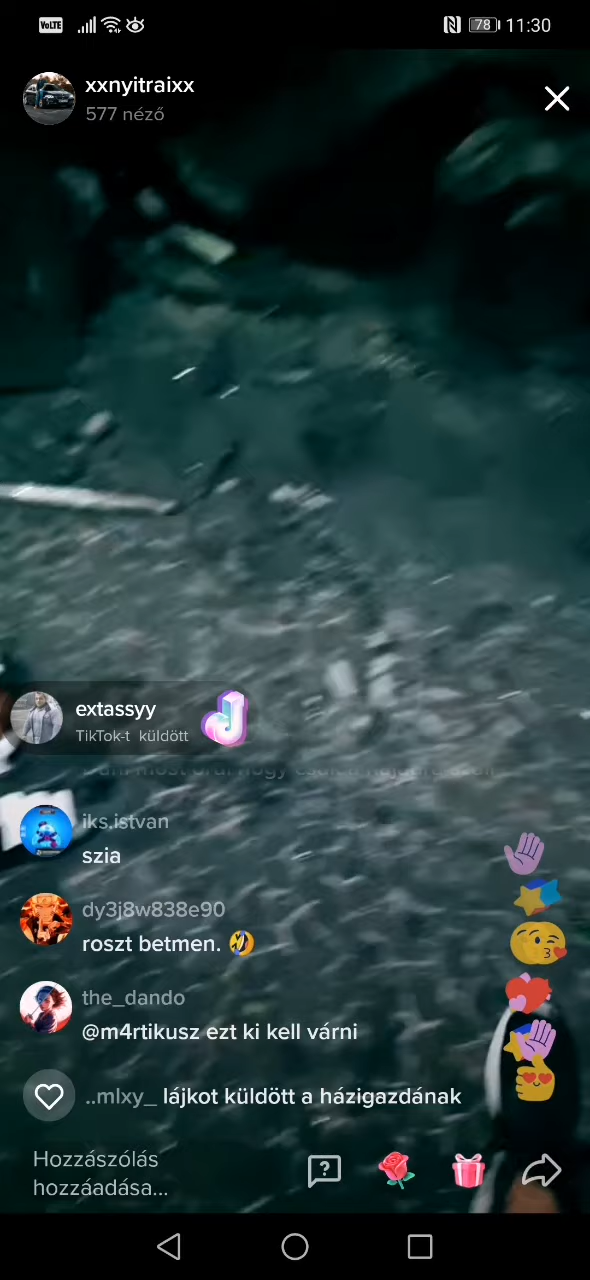 VoLTE
78 11:30
xxnyitraixx
577 néző
extassyy
TikTok-t küldött
iks.istvan
szia
dy3j8w838e90
roszt betmen. 🤣
the_dando
@m4rtikusz ezt ki kell várni
..mlxy_ lájkot küldött a házigazdának
Hozzászólás
hozzáadása...